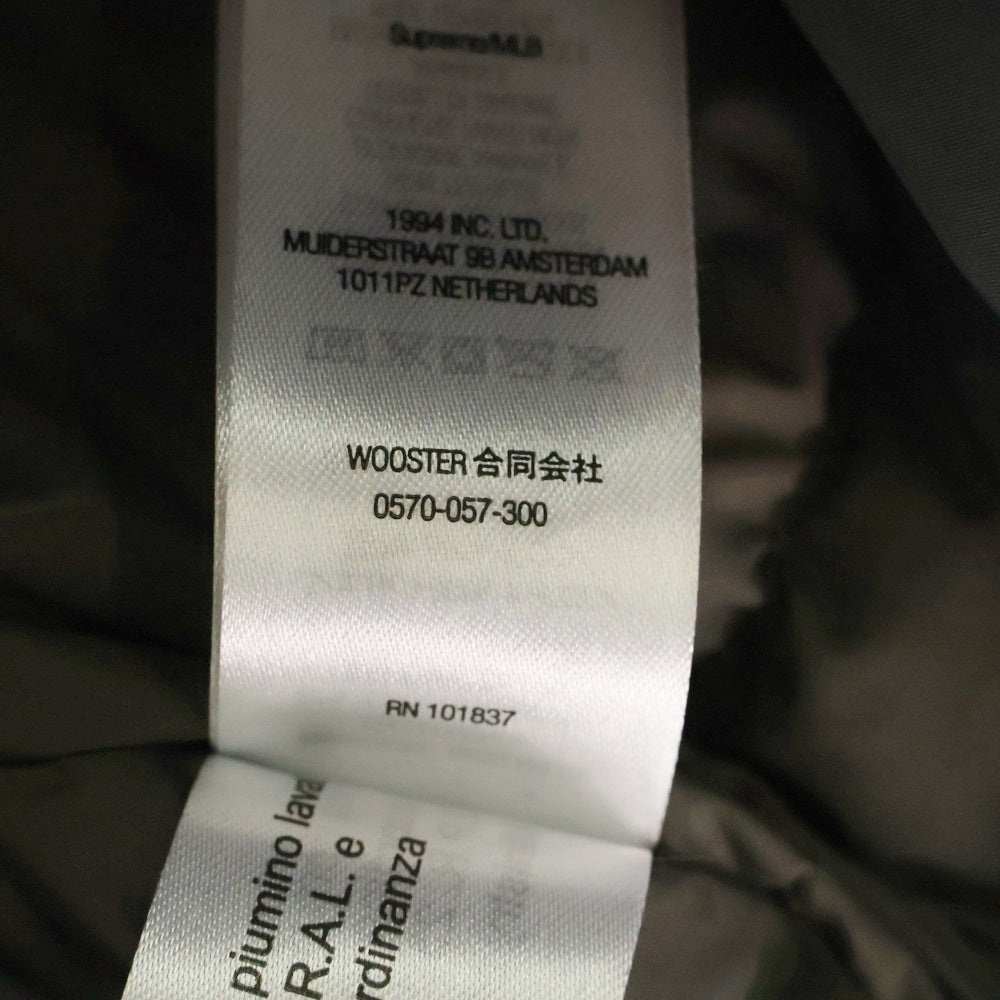 Supreme/MLB
1994 INC. LTD.
MUIDERSTRAAT 9B AMSTERDAM
1011PZ NETHERLANDS
WOOSTER 合同会社
0570-057-300
RN 101837
piumino lava
R.A.L. e
rdinanza